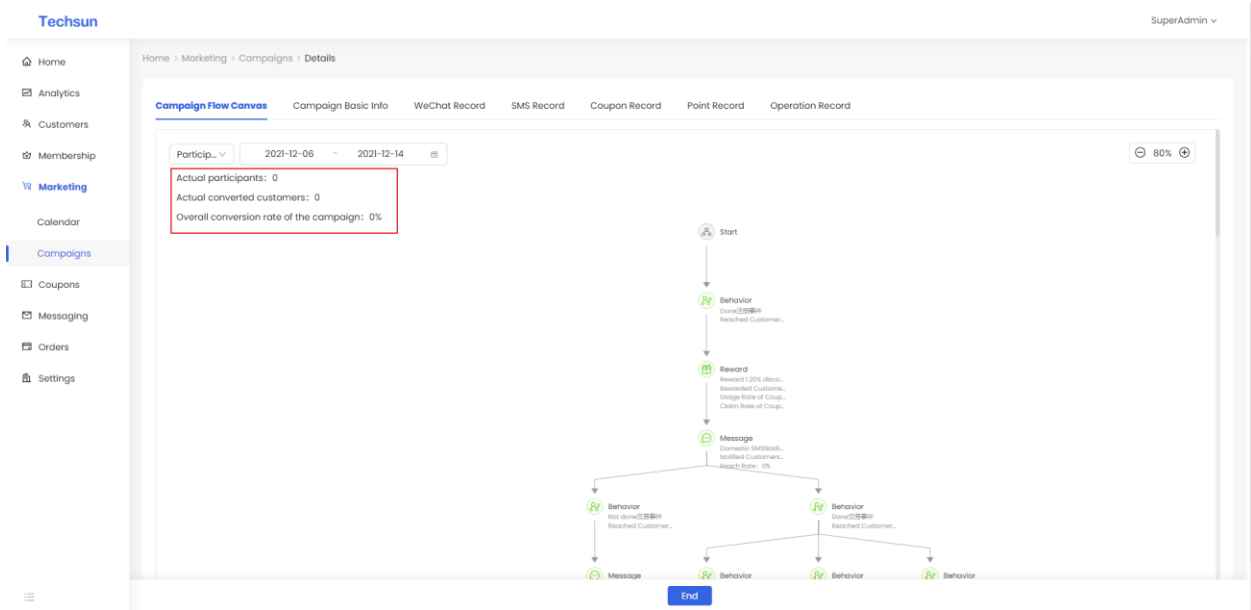 Techsun
SuperAdmin
Home
Analytics
Customers
Membership
Marketing
Calendar
Campaigns
Coupons
Messaging
Orders
Settings
Home > Marketing > Campaigns > Details
Campaign Flow Canvas Campaign Basic Info WeChat Record SMS Record Coupon Record Point Record Operation Record
Particip... 2021-12-06 ~ 2021-12-14
80%
Actual participants: 0
Actual converted customers: 0
Overall conversion rate of the campaign: 0%
Start
Behavior
Done注册事件
Reached Customer...
Reward
Reward 1 20% disco...
Rewarded Custome...
Usage Rate of Coup...
Claim Rate of Coup...
Message
Domestic SMSNotifi...
Notified Customers...
Reach Rate: 0%
Behavior
Not done交易事件
Reached Customer...
Behavior
Done交易事件
Reached Customer...
Message
Behavior
Behavior
Behavior
End